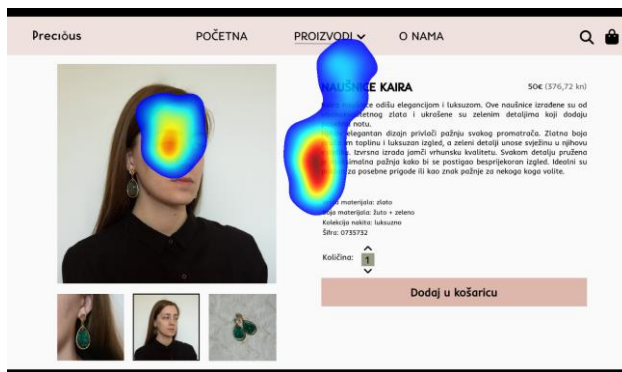 Precious
POČETNA
PROIZVODI
O NAMA
NAUŠNICE KAIRA
50€ (376,72 kn)
odišu elegancijom i luksuzom. Ove naušnice izrađene su od
zlata i ukrašene su zelenim detaljima koji dodaju
notu.
elegantan dizajn privlači pažnju svakog promatrača. Zlatna boja
toplinu i luksuzan izgled, a zeleni detalji unose svježinu u njihovu
Izvrsna izrada jamči vrhunsku kvalitetu. Svakom detalju pružena
maksimalna pažnja kako bi se postigao besprijekoran izgled. Idealni su
za posebne prigode ili kao znak pažnje za nekoga koga volite.
materijala: zlato
Boja materijala: žuto + zeleno
Kolekcija nakita: luksuzno
Šifra: 0735732
Količina:
1
Dodaj u košaricu